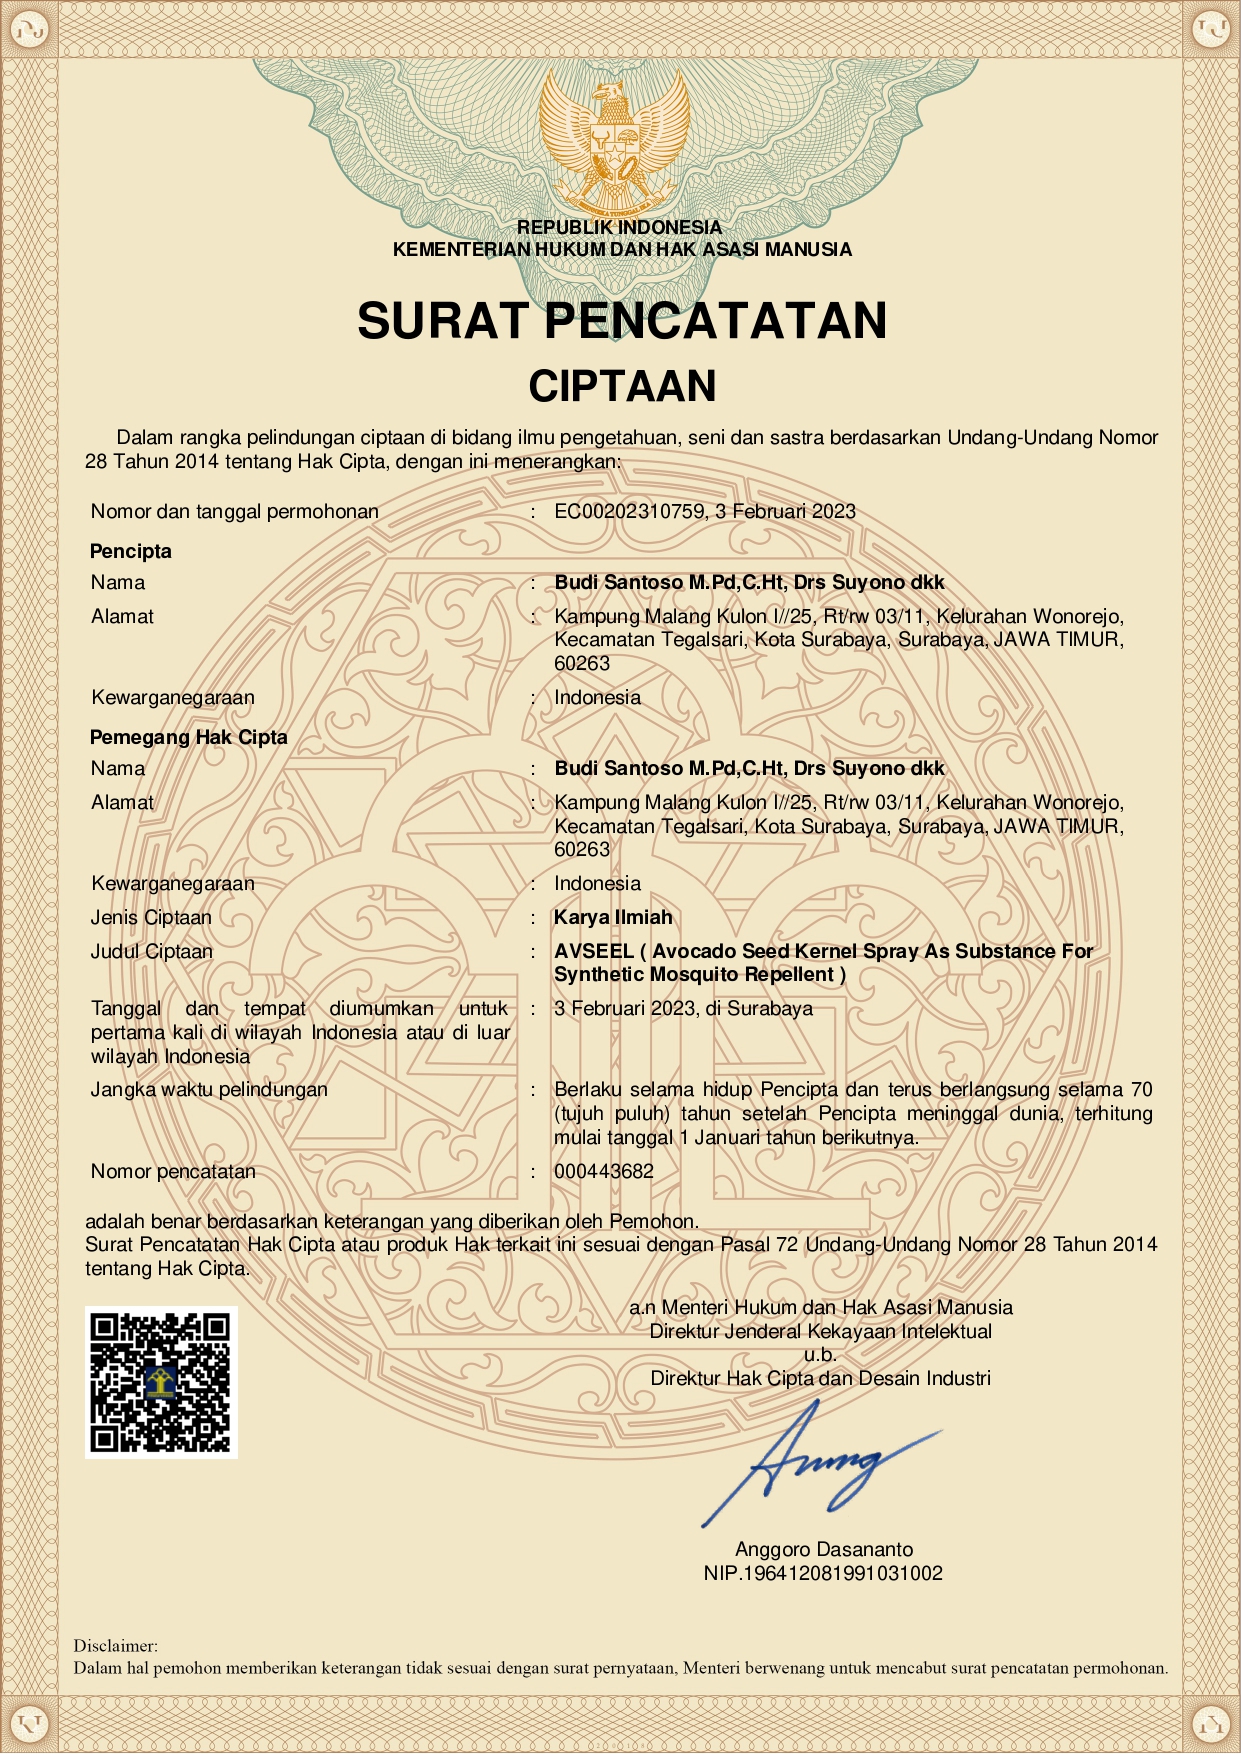 REPUBLIK INDONESIA
KEMENTERIAN HUKUM DAN HAK ASASI MANUSIA
SURAT PENCATATAN
CIPTAAN
Dalam rangka pelindungan ciptaan di bidang ilmu pengetahuan, seni dan sastra berdasarkan Undang-Undang Nomor
28 Tahun 2014 tentang Hak Cipta, dengan ini menerangkan:
Nomor dan tanggal permohonan : EC00202310759, 3 Februari 2023
Pencipta
Nama : Budi Santoso M.Pd,C.Ht, Drs Suyono dkk
Alamat : Kampung Malang Kulon I//25, Rt/rw 03/11, Kelurahan Wonorejo,
Kecamatan Tegalsari, Kota Surabaya, Surabaya, JAWA TIMUR,
60263
Kewarganegaraan : Indonesia
Pemegang Hak Cipta
Nama : Budi Santoso M.Pd,C.Ht, Drs Suyono dkk
Alamat : Kampung Malang Kulon I//25, Rt/rw 03/11, Kelurahan Wonorejo,
Kecamatan Tegalsari, Kota Surabaya, Surabaya, JAWA TIMUR,
60263
Kewarganegaraan : Indonesia
Jenis Ciptaan : Karya Ilmiah
Judul Ciptaan : AVSEEL ( Avocado Seed Kernel Spray As Substance For
Synthetic Mosquito Repellent )
Tanggal dan tempat diumumkan untuk : 3 Februari 2023, di Surabaya
pertama kali di wilayah Indonesia atau di luar
wilayah Indonesia
Jangka waktu pelindungan : Berlaku selama hidup Pencipta dan terus berlangsung selama 70
(tujuh puluh) tahun setelah Pencipta meninggal dunia, terhitung
mulai tanggal 1 Januari tahun berikutnya.
Nomor pencatatan : 000443682
adalah benar berdasarkan keterangan yang diberikan oleh Pemohon.
Surat Pencatatan Hak Cipta atau produk Hak terkait ini sesuai dengan Pasal 72 Undang-Undang Nomor 28 Tahun 2014
tentang Hak Cipta.
a.n Menteri Hukum dan Hak Asasi Manusia
Direktur Jenderal Kekayaan Intelektual
u.b.
Direktur Hak Cipta dan Desain Industri
Anggoro Dasananto
NIP.196412081991031002
Disclaimer:
Dalam hal pemohon memberikan keterangan tidak sesuai dengan surat pernyataan, Menteri berwenang untuk mencabut surat pencatatan permohonan.